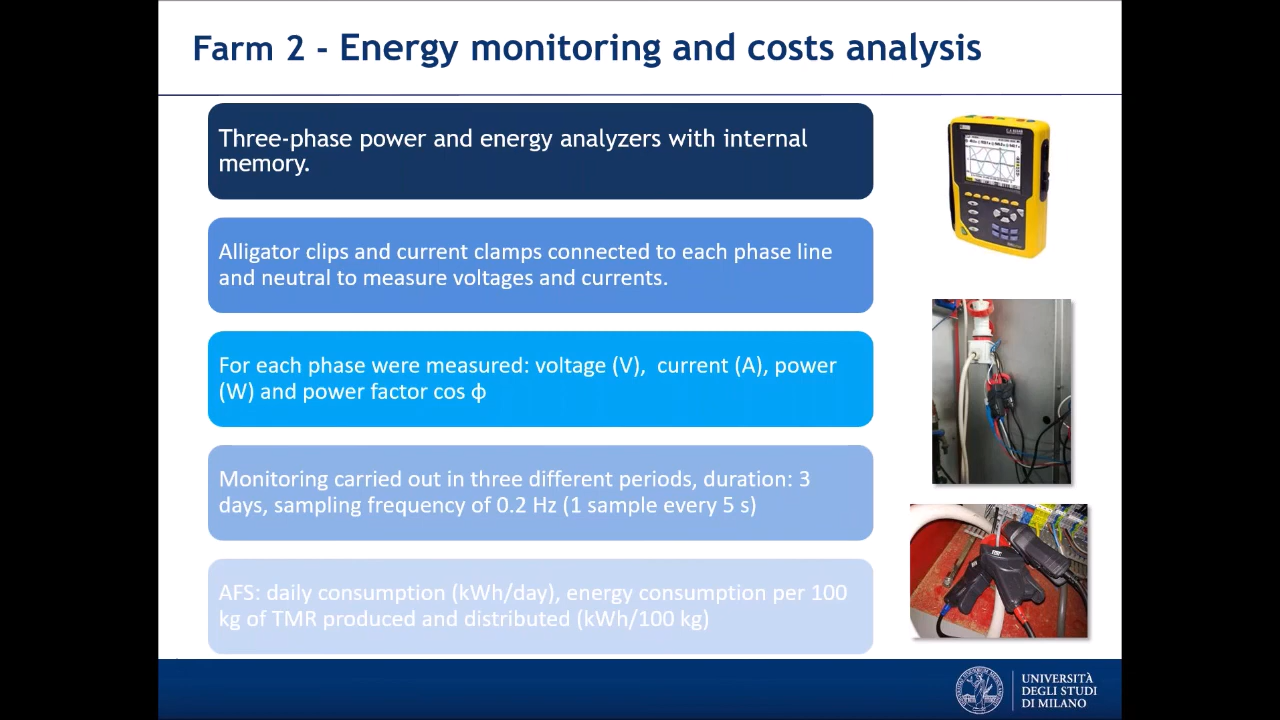 Farm 2 - Energy monitoring and costs analysis
Three-phase power and energy analyzers with internal
memory.
Alligator clips and current clamps connected to each phase line
and neutral to measure voltages and currents.
For each phase were measured: voltage (V),  current (A), power
(W) and power factor cos ϕ
Monitoring carried out in three different periods, duration: 3
days, sampling frequency of 0.2 Hz (1 sample every 5 s)
AFS: daily consumption (kWh/day), energy consumption per 100
kg of TMR produced and distributed (kWh/100 kg)
UNIVERSITÀ
DEGLI STUDI
DI MILANO